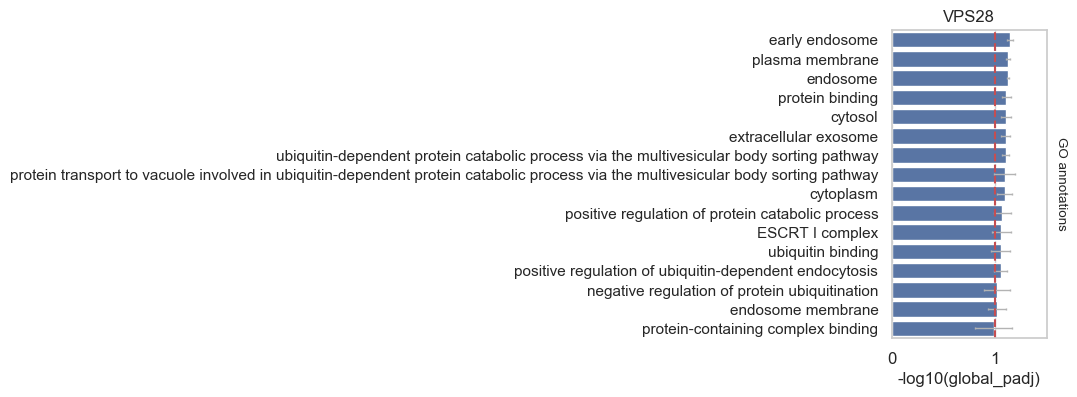 VPS28
early endosome
plasma membrane
endosome
protein binding
cytosol
extracellular exosome
ubiquitin-dependent protein catabolic process via the multivesicular body sorting pathway
protein transport to vacuole involved in ubiquitin-dependent protein catabolic process via the multivesicular body sorting pathway
cytoplasm
positive regulation of protein catabolic process
ESCRT I complex
ubiquitin binding
positive regulation of ubiquitin-dependent endocytosis
negative regulation of protein ubiquitination
endosome membrane
protein-containing complex binding
GO annotations
0 1
-log10(global_padj)